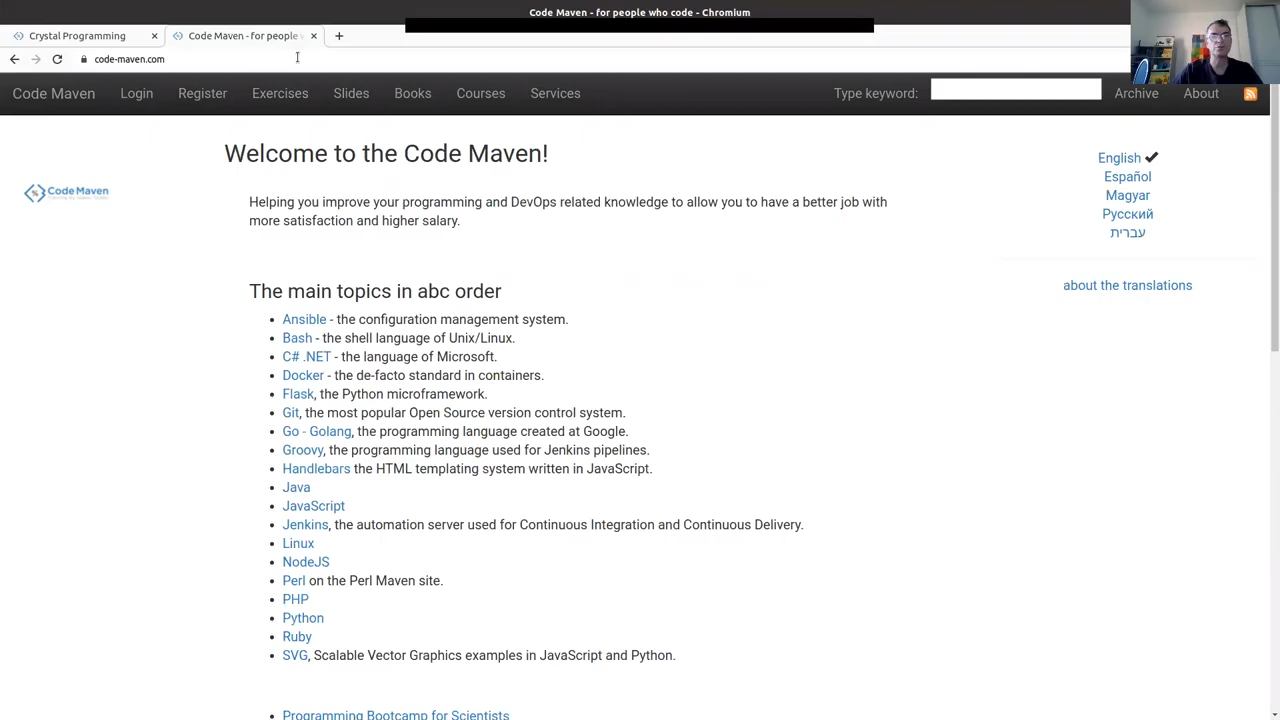 Code Maven - for people who code - Chromium
Crystal Programming
Code Maven - for people w
code-maven.com
Code Maven Login Register Exercises Slides Books Courses Services Type keyword: Archive About
Welcome to the Code Maven!
English
Español
Magyar
Русский
עברית
about the translations
Code Maven
Helping you improve your programming and DevOps related knowledge to allow you to have a better job with
more satisfaction and higher salary.
The main topics in abc order
Ansible - the configuration management system.
Bash - the shell language of Unix/Linux.
C# .NET - the language of Microsoft.
Docker - the de-facto standard in containers.
Flask, the Python microframework.
Git, the most popular Open Source version control system.
Go - Golang, the programming language created at Google.
Groovy, the programming language used for Jenkins pipelines.
Handlebars the HTML templating system written in JavaScript.
Java
JavaScript
Jenkins, the automation server used for Continuous Integration and Continuous Delivery.
Linux
NodeJS
Perl on the Perl Maven site.
PHP
Python
Ruby
SVG, Scalable Vector Graphics examples in JavaScript and Python.
Programming Bootcamp for Scientists